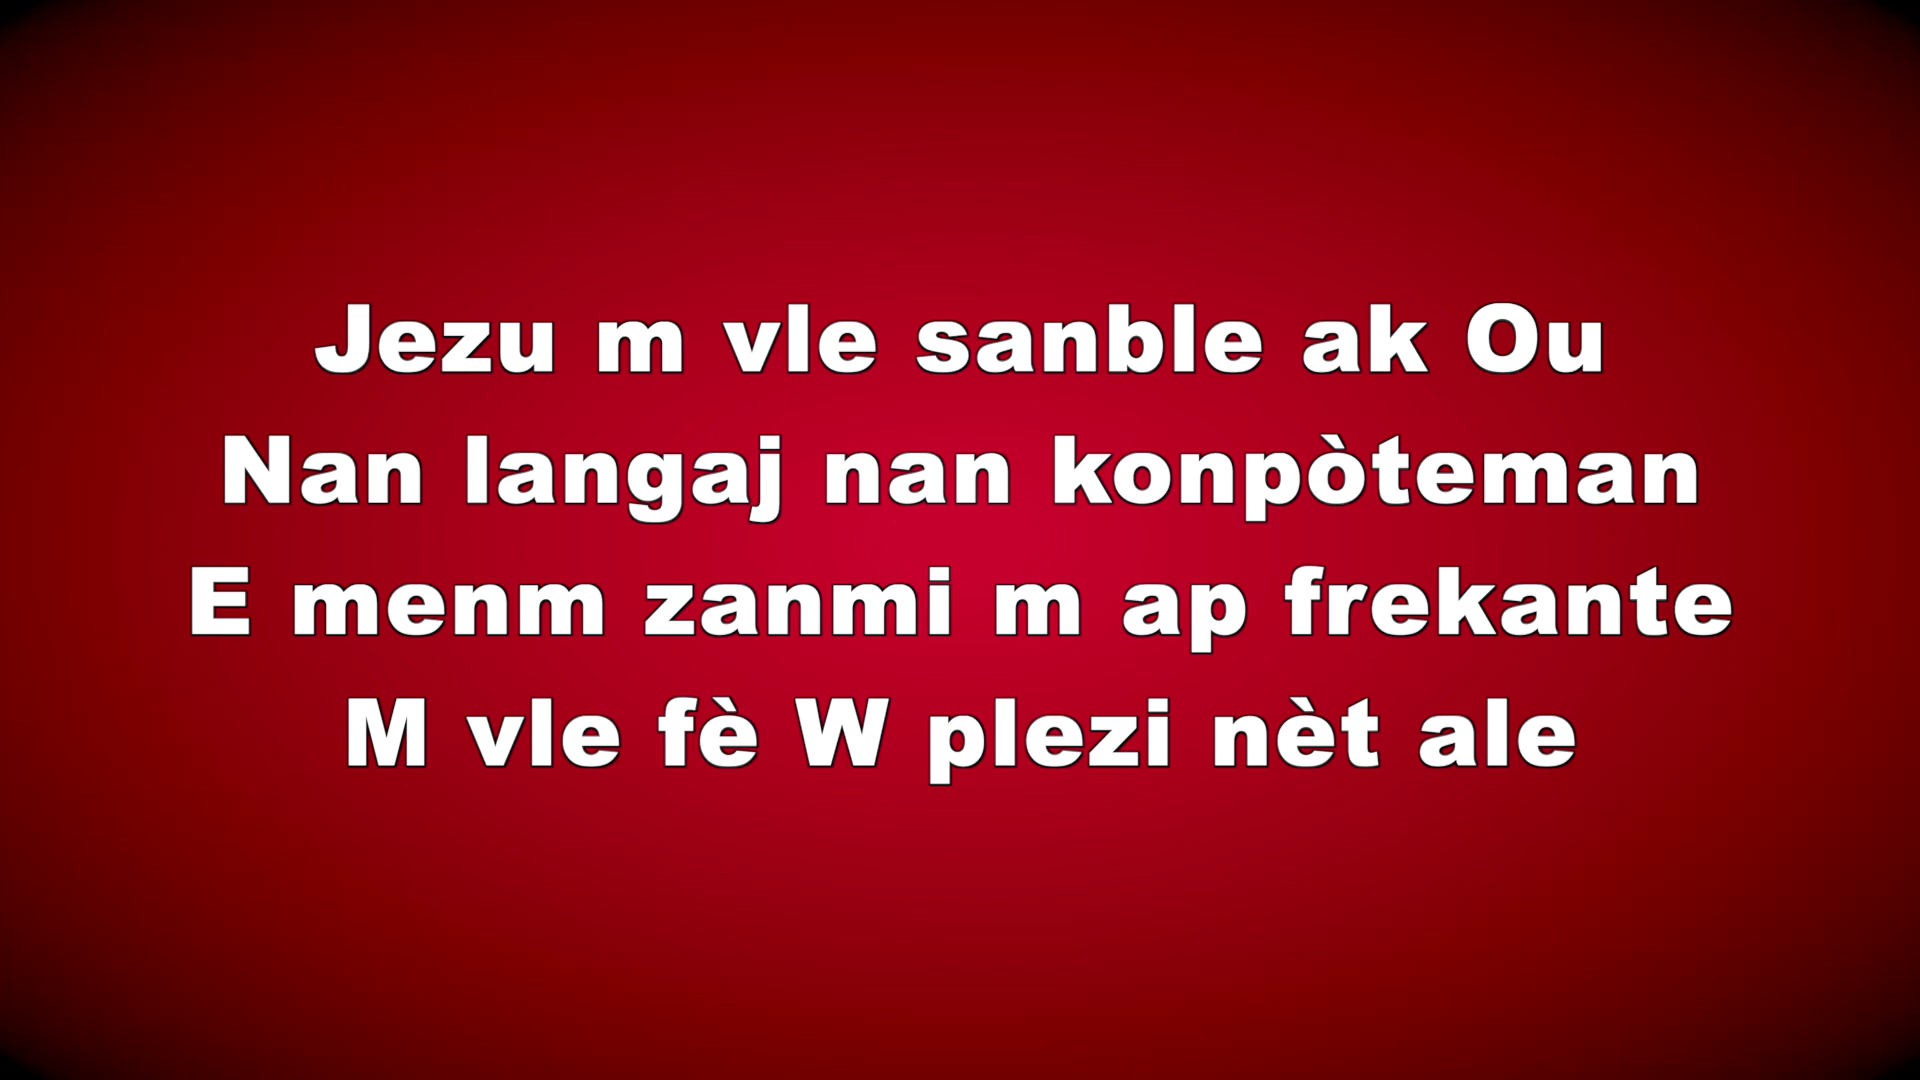 Jezu m vle sanble ak Ou
Nan langaj nan konpòteman
E menm zanmi m ap frekante
M vle fè W plezi nèt ale